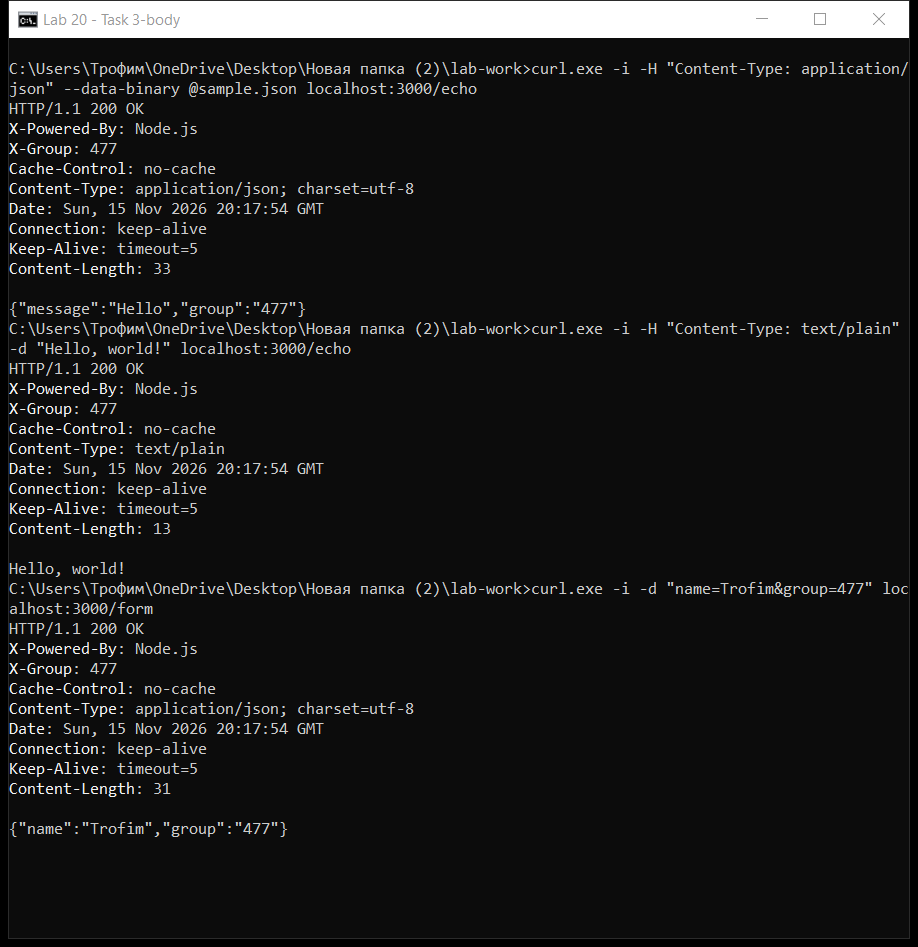 Lab 20 - Task 3-body
C:\Users\Трофим\OneDrive\Desktop\Новая папка (2)\lab-work>curl.exe -i -H "Content-Type: application/
json" --data-binary @sample.json localhost:3000/echo
HTTP/1.1 200 OK
X-Powered-By: Node.js
X-Group: 477
Cache-Control: no-cache
Content-Type: application/json; charset=utf-8
Date: Sun, 15 Nov 2026 20:17:54 GMT
Connection: keep-alive
Keep-Alive: timeout=5
Content-Length: 33

{"message":"Hello","group":"477"}
C:\Users\Трофим\OneDrive\Desktop\Новая папка (2)\lab-work>curl.exe -i -H "Content-Type: text/plain"
-d "Hello, world!" localhost:3000/echo
HTTP/1.1 200 OK
X-Powered-By: Node.js
X-Group: 477
Cache-Control: no-cache
Content-Type: text/plain
Date: Sun, 15 Nov 2026 20:17:54 GMT
Connection: keep-alive
Keep-Alive: timeout=5
Content-Length: 13

Hello, world!
C:\Users\Трофим\OneDrive\Desktop\Новая папка (2)\lab-work>curl.exe -i -d "name=Trofim&group=477" loc
alhost:3000/form
HTTP/1.1 200 OK
X-Powered-By: Node.js
X-Group: 477
Cache-Control: no-cache
Content-Type: application/json; charset=utf-8
Date: Sun, 15 Nov 2026 20:17:54 GMT
Connection: keep-alive
Keep-Alive: timeout=5
Content-Length: 31

{"name":"Trofim","group":"477"}